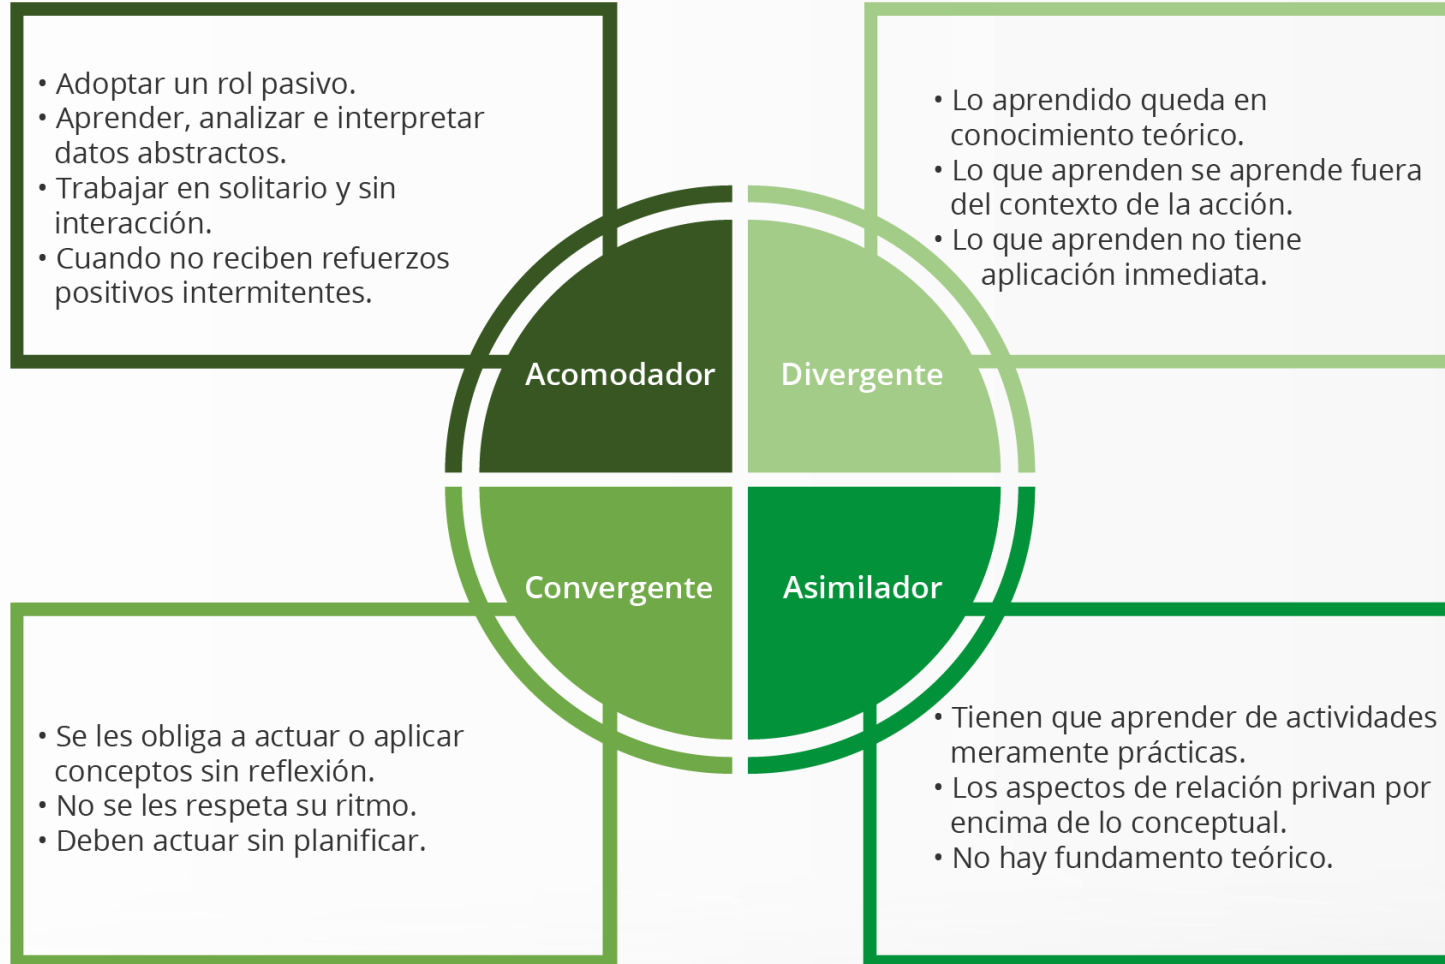 • Adoptar un rol pasivo.
• Aprender, analizar e interpretar
datos abstractos.
• Trabajar en solitario y sin
interacción.
• Cuando no reciben refuerzos
positivos intermitentes.
• Lo aprendido queda en
conocimiento teórico.
• Lo que aprenden se aprende fuera
del contexto de la acción.
• Lo que aprenden no tiene
aplicación inmediata.
Acomodador
Divergente
Convergente
Asimilador
• Se les obliga a actuar o aplicar
conceptos sin reflexión.
• No se les respeta su ritmo.
• Deben actuar sin planificar.
• Tienen que aprender de actividades
meramente prácticas.
• Los aspectos de relación privan por
encima de lo conceptual.
• No hay fundamento teórico.